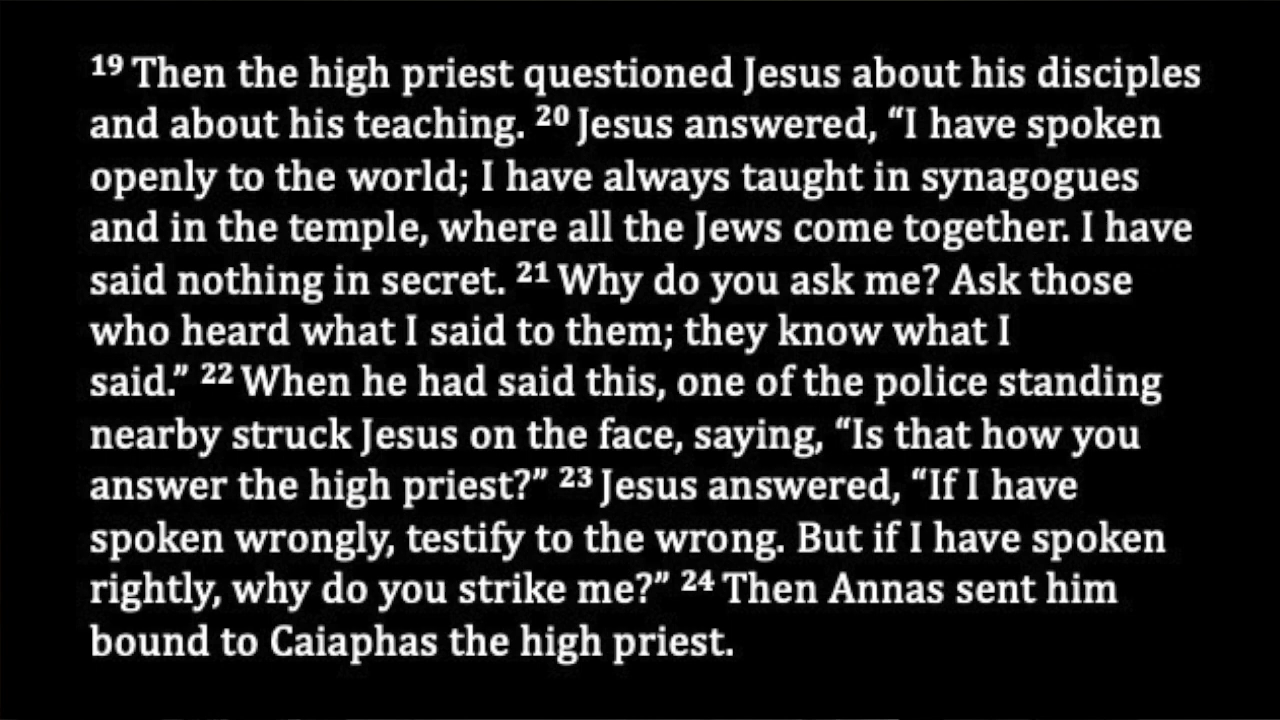 19 Then the high priest questioned Jesus about his disciples
and about his teaching. 20 Jesus answered, “I have spoken
openly to the world; I have always taught in synagogues
and in the temple, where all the Jews come together. I have
said nothing in secret. 21 Why do you ask me? Ask those
who heard what I said to them; they know what I
said.” 22 When he had said this, one of the police standing
nearby struck Jesus on the face, saying, “Is that how you
answer the high priest?” 23 Jesus answered, “If I have
spoken wrongly, testify to the wrong. But if I have spoken
rightly, why do you strike me?” 24 Then Annas sent him
bound to Caiaphas the high priest.